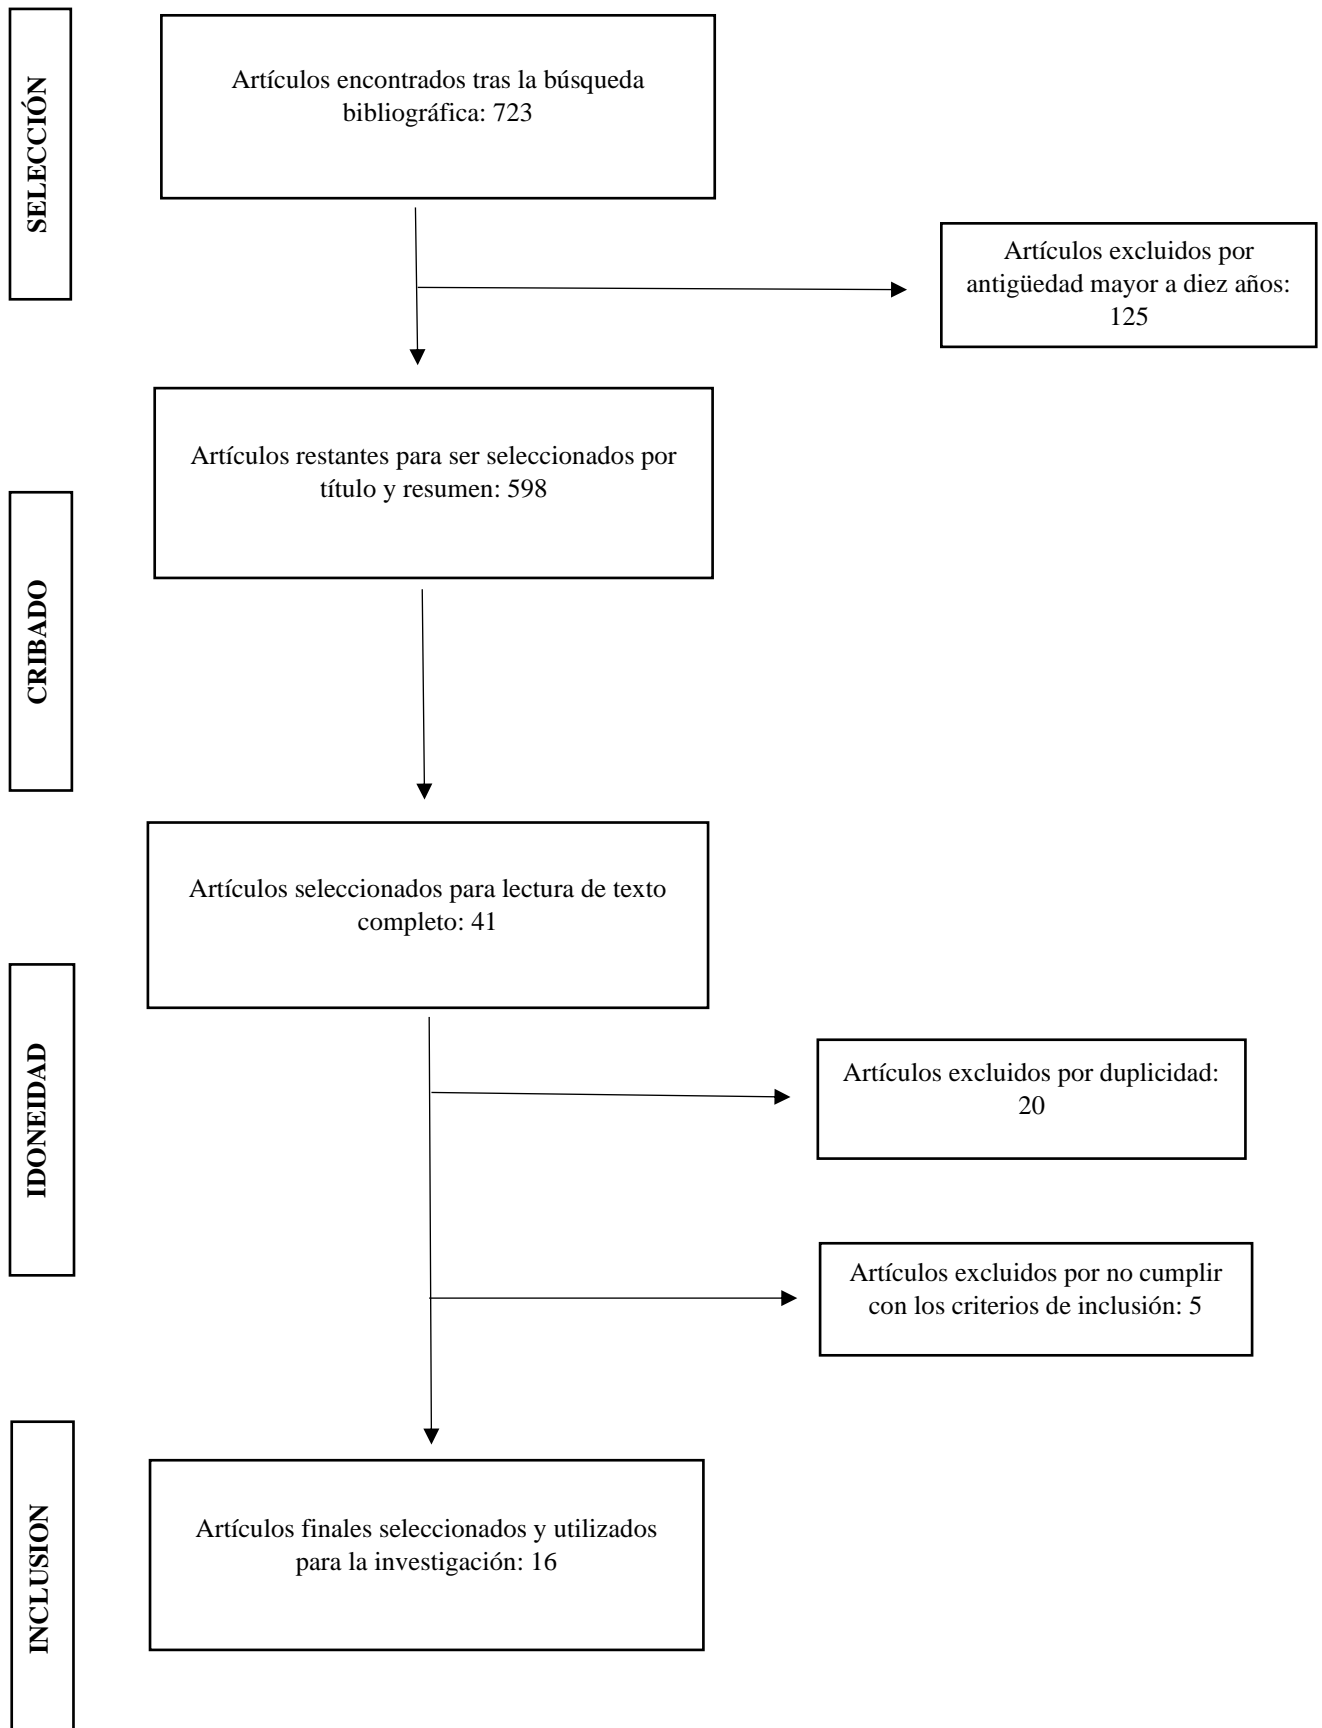 SELECCIÓN
Artículos encontrados tras la búsqueda
bibliográfica: 723
Artículos excluidos por
antigüedad mayor a diez años:
125
Artículos restantes para ser seleccionados por
título y resumen: 598
CRIBADO
Artículos seleccionados para lectura de texto
completo: 41
IDONEIDAD
Artículos excluidos por duplicidad:
20
Artículos excluidos por no cumplir
con los criterios de inclusión: 5
INCLUSION
Artículos finales seleccionados y utilizados
para la investigación: 16